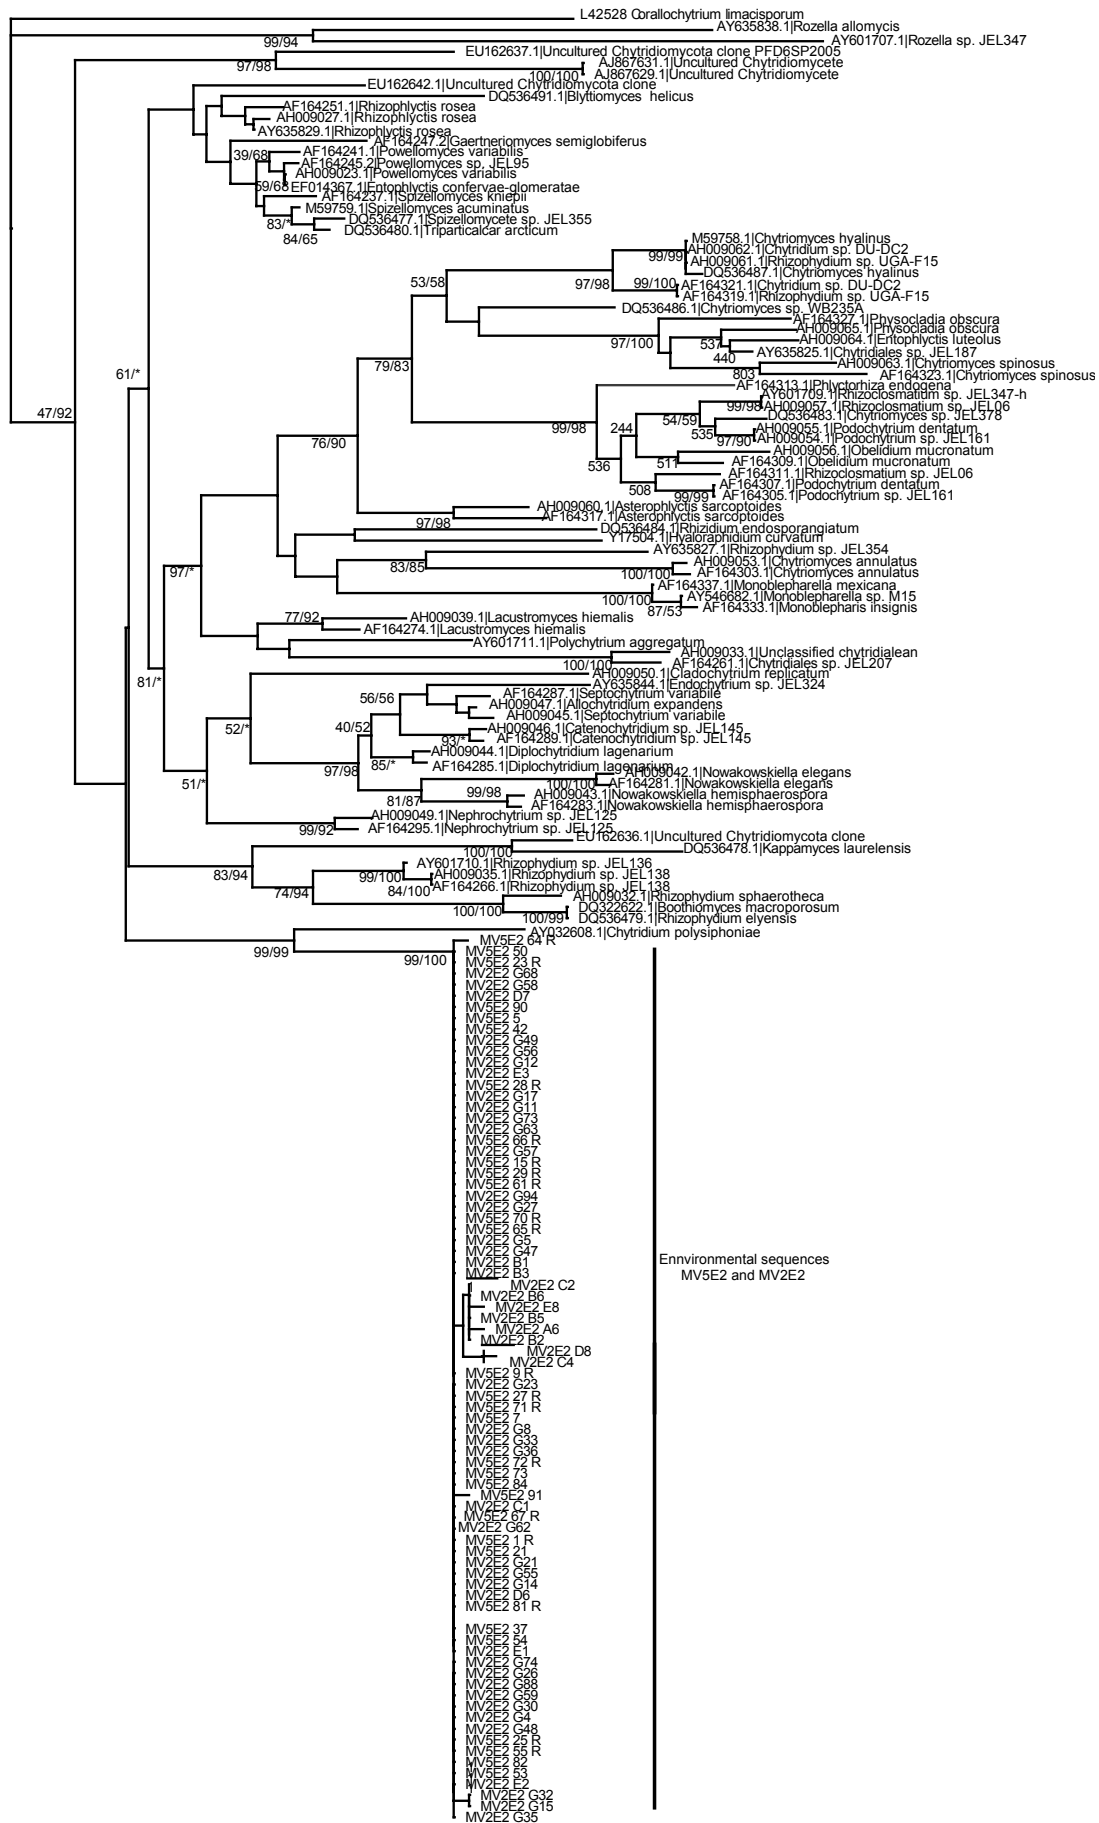 L42528 Corallochytrium limacisporum
AY635838.1|Rozella allomycis
AY601707.1|Rozella sp. JEL347
99/94
EU162637.1|Uncultured Chytridiomycota clone PFD6SP2005
AJ867631.1|Uncultured Chytridiomycete
97/98
100/100
AJ867629.1|Uncultured Chytridiomycete
EU162642.1|Uncultured Chytridiomycota clone
DQ536491.1|Blyttiomyces helicus
AF164251.1|Rhizophlyctis rosea
AH009027.1|Rhizophlyctis rosea
AY635829.1|Rhizophlyctis rosea
AF164247.2|Gaertneriomyces semiglobiferus
39/68
AF164241.1|Powellomyces variabilis
AF164245.2|Powellomyces sp. JEL95
AH009023.1|Powellomyces variabilis
59/68
EF014367.1|Entophlyctis confervae-glomeratae
AF164237.1|Spizellomyces kniepii
M59759.1|Spizellomyces acuminatus
83/*
DQ536477.1|Spizellomycete sp. JEL355
DQ536480.1|Triparticalcar arcticum
84/65
M59758.1|Chytriomyces hyalinus
AH009062.1|Chytridium sp. DU-DC2
99/99
AH009061.1|Rhizophydium sp. UGA-F15
DQ536487.1|Chytriomyces hyalinus
53/58
97/98
99/100
AF164321.1|Chytridium sp. DU-DC2
AF164319.1|Rhizophydium sp. UGA-F15
DQ536486.1|Chytriomyces sp. WB235A
AF164327.1|Physocladia obscura
AH009065.1|Physocladia obscura
97/100
537
AH009064.1|Entophlyctis luteolus
AY635825.1|Chytridiales sp. JEL187
440
AH009063.1|Chytriomyces spinosus
803
AF164323.1|Chytriomyces spinosus
79/83
61/*
AF164313.1|Phlyctorhiza endogena
AY601709.1|Rhizoclosmatium sp. JEL347-h
99/98
AH009057.1|Rhizoclosmatium sp. JEL06
47/92
54/59
DQ536483.1|Chytriomyces sp. JEL378
99/98
244
535
AH009055.1|Podochytrium dentatum
97/90
AH009054.1|Podochytrium sp. JEL161
76/90
AH009056.1|Obelidium mucronatum
536
511
AF164309.1|Obelidium mucronatum
AF164311.1|Rhizoclosmatium sp. JEL06
508
AF164307.1|Podochytrium dentatum
99/99
AF164305.1|Podochytrium sp. JEL161
AH009060.1|Asterophlyctis sarcoptoides
97/98
AF164317.1|Asterophlyctis sarcoptoides
DQ536484.1|Rhizidium endosporangiatum
Y17504.1|Hyaloraphidium curvatum
AY635827.1|Rhizophydium sp. JEL354
83/85
AH009053.1|Chytriomyces annulatus
97/*
100/100
AF164303.1|Chytriomyces annulatus
AF164337.1|Monoblepharella mexicana
100/100
AY546682.1|Monoblepharella sp. M15
87/53
AF164333.1|Monoblepharis insignis
77/92
AH009039.1|Lacustromyces hiemalis
AF164274.1|Lacustromyces hiemalis
AY601711.1|Polychytrium aggregatum
AH009033.1|Unclassified chytridialean
100/100
AF164261.1|Chytridiales sp. JEL207
AH009050.1|Cladochytrium replicatum
81/*
AY635844.1|Endochytrium sp. JEL324
56/56
AF164287.1|Septochytrium variabile
AH009047.1|Allochytridium expandens
AH009045.1|Septochytrium variabile
52/*
40/52
AH009046.1|Catenochytridium sp. JEL145
93/*
AF164289.1|Catenochytridium sp. JEL145
AH009044.1|Diplochytridium lagenarium
85/*
AF164285.1|Diplochytridium lagenarium
97/98
AH009042.1|Nowakowskiella elegans
51/*
100/100
AF164281.1|Nowakowskiella elegans
81/87
99/98
AH009043.1|Nowakowskiella hemisphaerospora
AF164283.1|Nowakowskiella hemisphaerospora
AH009049.1|Nephrochytrium sp. JEL125
99/92
AF164295.1|Nephrochytrium sp. JEL125
EU162636.1|Uncultured Chytridiomycota clone
100/100
DQ536478.1|Kappamyces laurelensis
83/94
AY601710.1|Rhizophydium sp. JEL136
99/100
AH009035.1|Rhizophydium sp. JEL138
74/94
84/100
AF164266.1|Rhizophydium sp. JEL138
AH009032.1|Rhizophydium sphaerotheca
100/100
DQ322622.1|Boothiomyces macroporosum
100/99
DQ536479.1|Rhizophydium elyensis
AY032608.1|Chytridium polysiphoniae
99/99
99/100
MV5E2 64 R
MV5E2 50
MV5E2 23 R
MV2E2 G68
MV2E2 G58
MV2E2 D7
MV5E2 90
MV5E2 5
MV5E2 42
MV2E2 G49
MV2E2 G56
MV2E2 G12
MV2E2 E3
MV5E2 28 R
MV2E2 G17
MV2E2 G11
MV2E2 G73
MV2E2 G63
MV5E2 66 R
MV2E2 G57
MV5E2 15 R
MV5E2 29 R
MV5E2 61 R
MV2E2 G94
MV2E2 G27
MV5E2 70 R
MV5E2 65 R
MV2E2 G5
MV2E2 G47
MV2E2 B1
MV2E2 B3
Ennvironmental sequences
MV5E2 and MV2E2
MV2E2 C2
MV2E2 B6
MV2E2 E8
MV2E2 B5
MV2E2 A6
MV2E2 B2
MV2E2 D8
MV2E2 C4
MV5E2 9 R
MV2E2 G23
MV5E2 27 R
MV5E2 71 R
MV5E2 7
MV2E2 G8
MV2E2 G33
MV2E2 G36
MV5E2 72 R
MV5E2 73
MV5E2 84
MV5E2 91
MV2E2 C1
MV5E2 67 R
MV2E2 G62
MV5E2 1 R
MV5E2 21
MV2E2 G21
MV2E2 G55
MV2E2 G14
MV2E2 D6
MV5E2 81 R
MV5E2 37
MV5E2 54
MV2E2 E1
MV2E2 G74
MV2E2 G26
MV2E2 G88
MV2E2 G59
MV2E2 G30
MV2E2 G4
MV2E2 G48
MV5E2 25 R
MV5E2 55 R
MV5E2 82
MV5E2 53
MV2E2 E2
MV2E2 G32
MV2E2 G15
MV2E2 G35